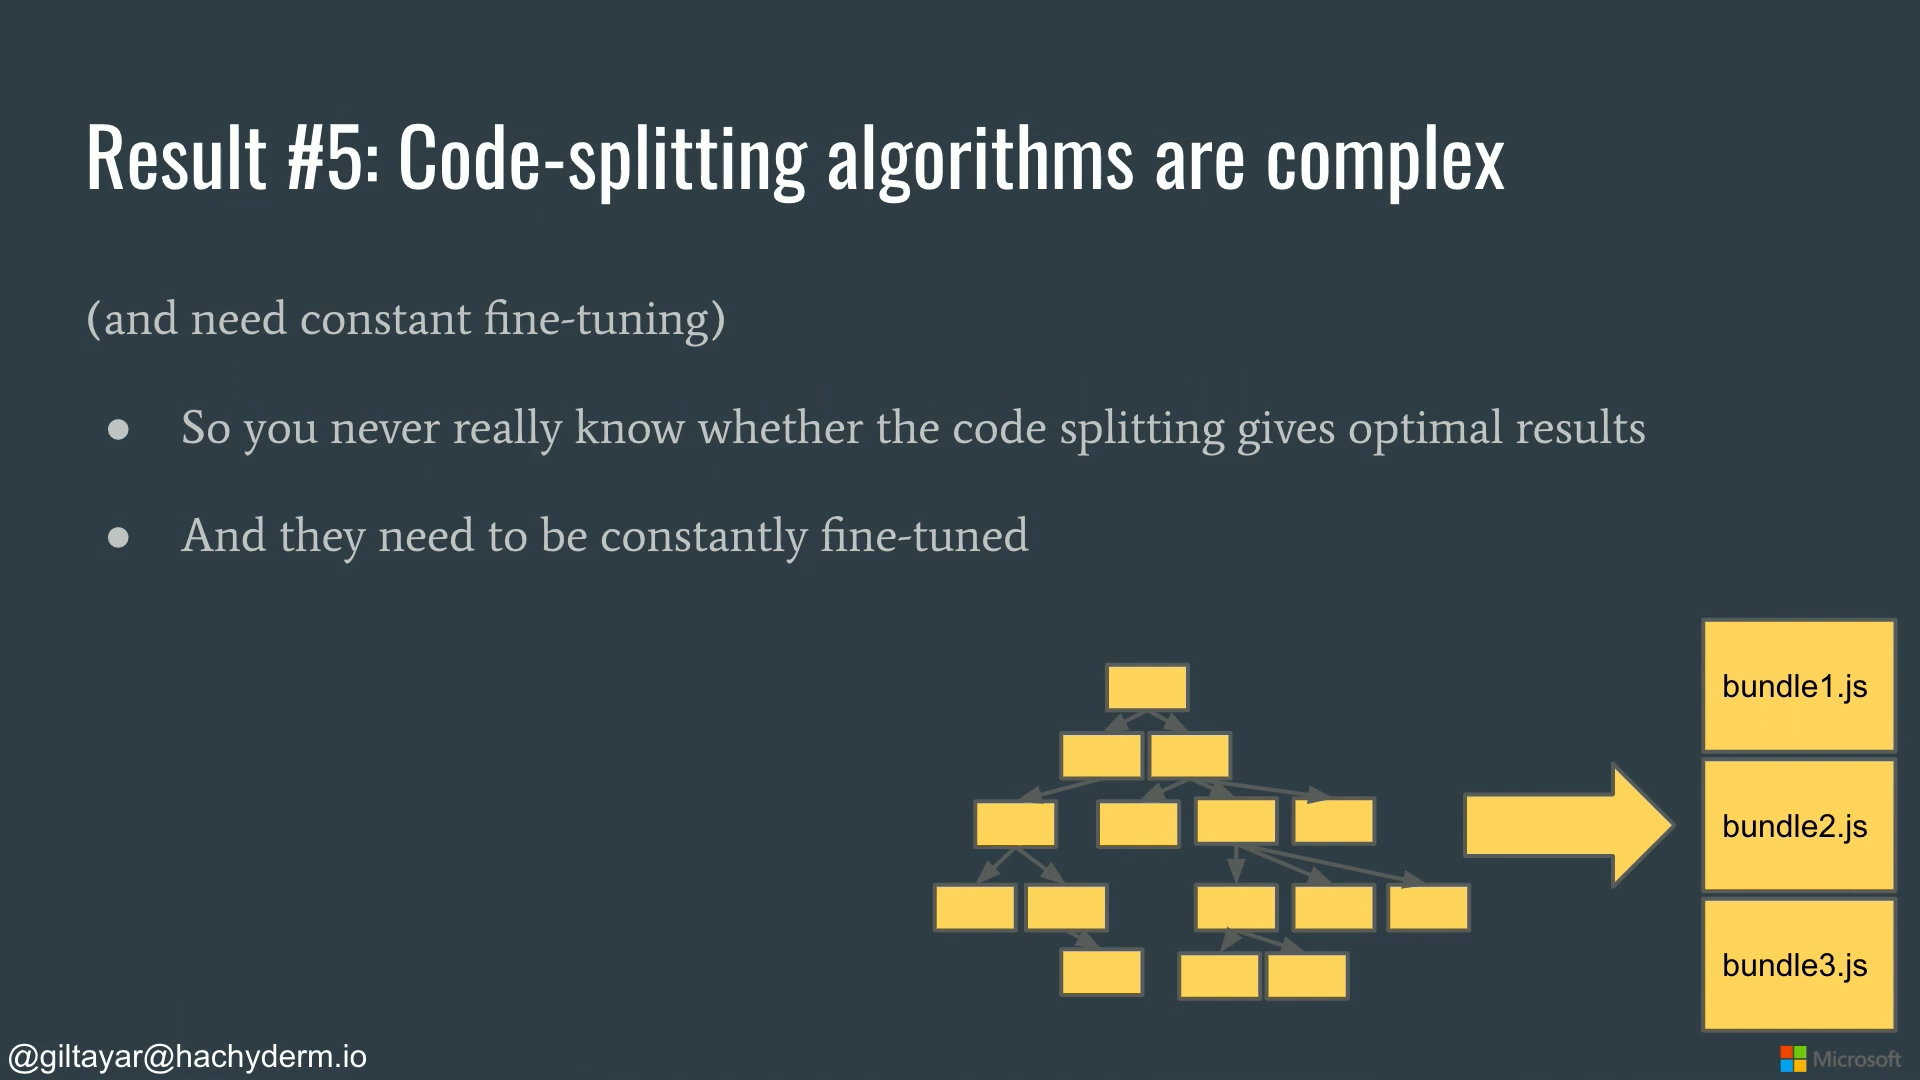 Result #5: Code-splitting algorithms are complex
(and need constant fine-tuning)
● So you never really know whether the code splitting gives optimal results
● And they need to be constantly fine-tuned
bundle1.js
bundle2.js
bundle3.js
@giltayar@hachyderm.io
Microsoft